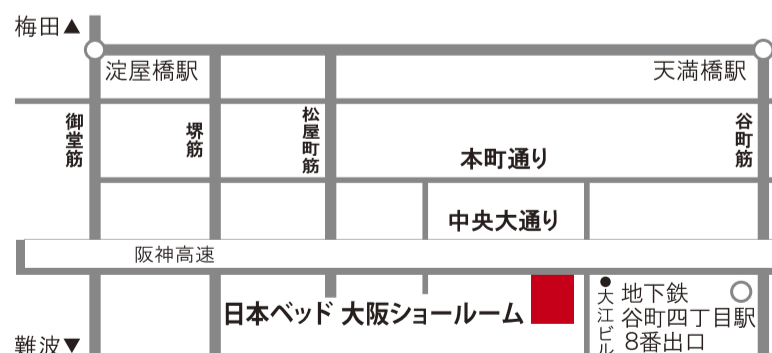 梅田▲
淀屋橋駅
天満橋駅
御堂筋
堺筋
松屋町筋
谷町筋
本町通り
中央大通り
阪神高速
日本ベッド 大阪ショールーム
大江ビル
地下鉄
谷町四丁目駅
8番出口
難波▼